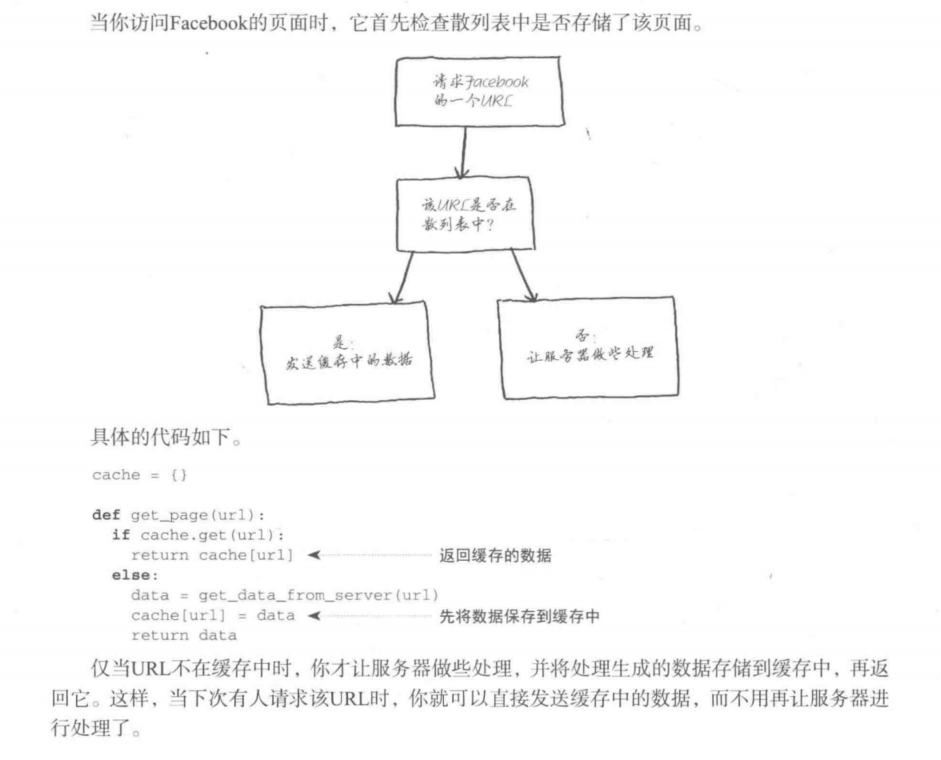 当你访问Facebook的页面时，它首先检查散列表中是否存储了该页面。
请求Facebook
的一个URL
该URL是否在
散列表中？
是：
发送缓存中的数据
否：
让服务器做些处理
具体的代码如下。
cache = {}
def get_page(url):
if cache.get(url):
return cache[url] 返回缓存的数据
else:
data = get_data_from_server(url)
cache[url] = data 先将数据保存到缓存中
return data
仅当URL不在缓存中时，你才让服务器做些处理，并将处理生成的数据存储到缓存中，再返
回它。这样，当下次有人请求该URL时，你就可以直接发送缓存中的数据，而不用再让服务器进
行处理了。